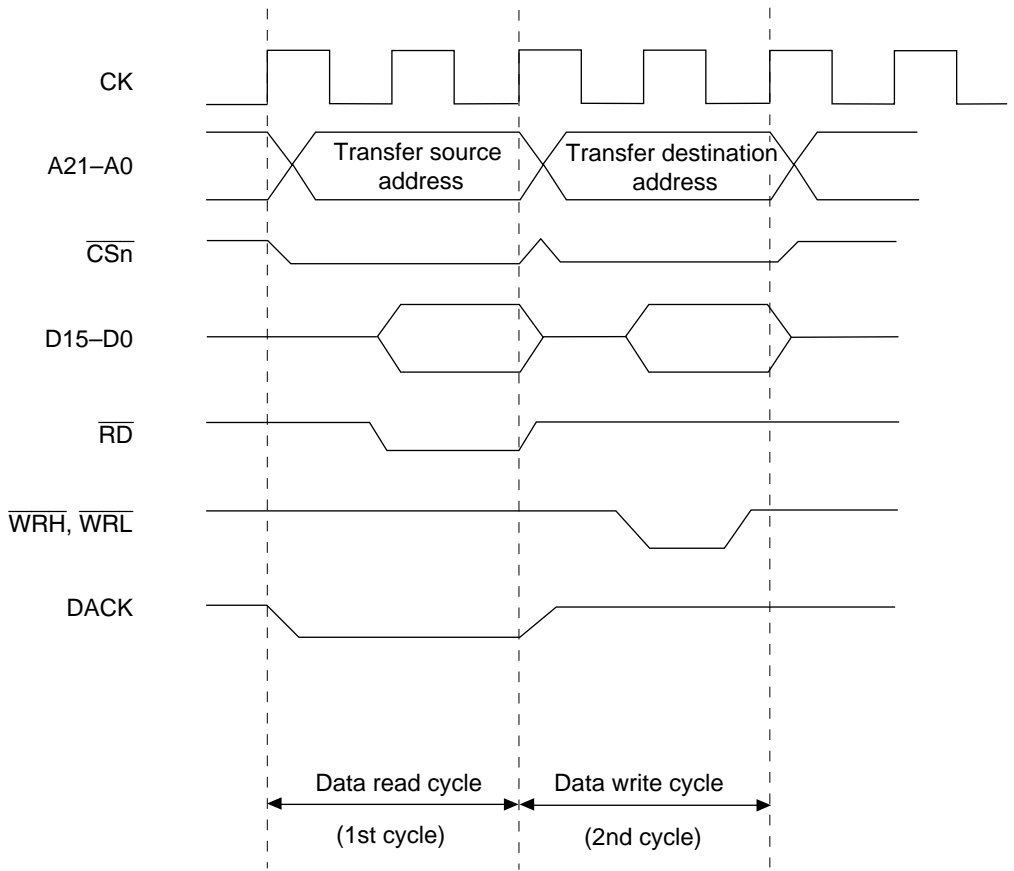 CK
A21–A0
Transfer source
address
Transfer destination
address
CSn
D15–D0
RD
WRH, WRL
DACK
Data read cycle
(1st cycle)
Data write cycle
(2nd cycle)